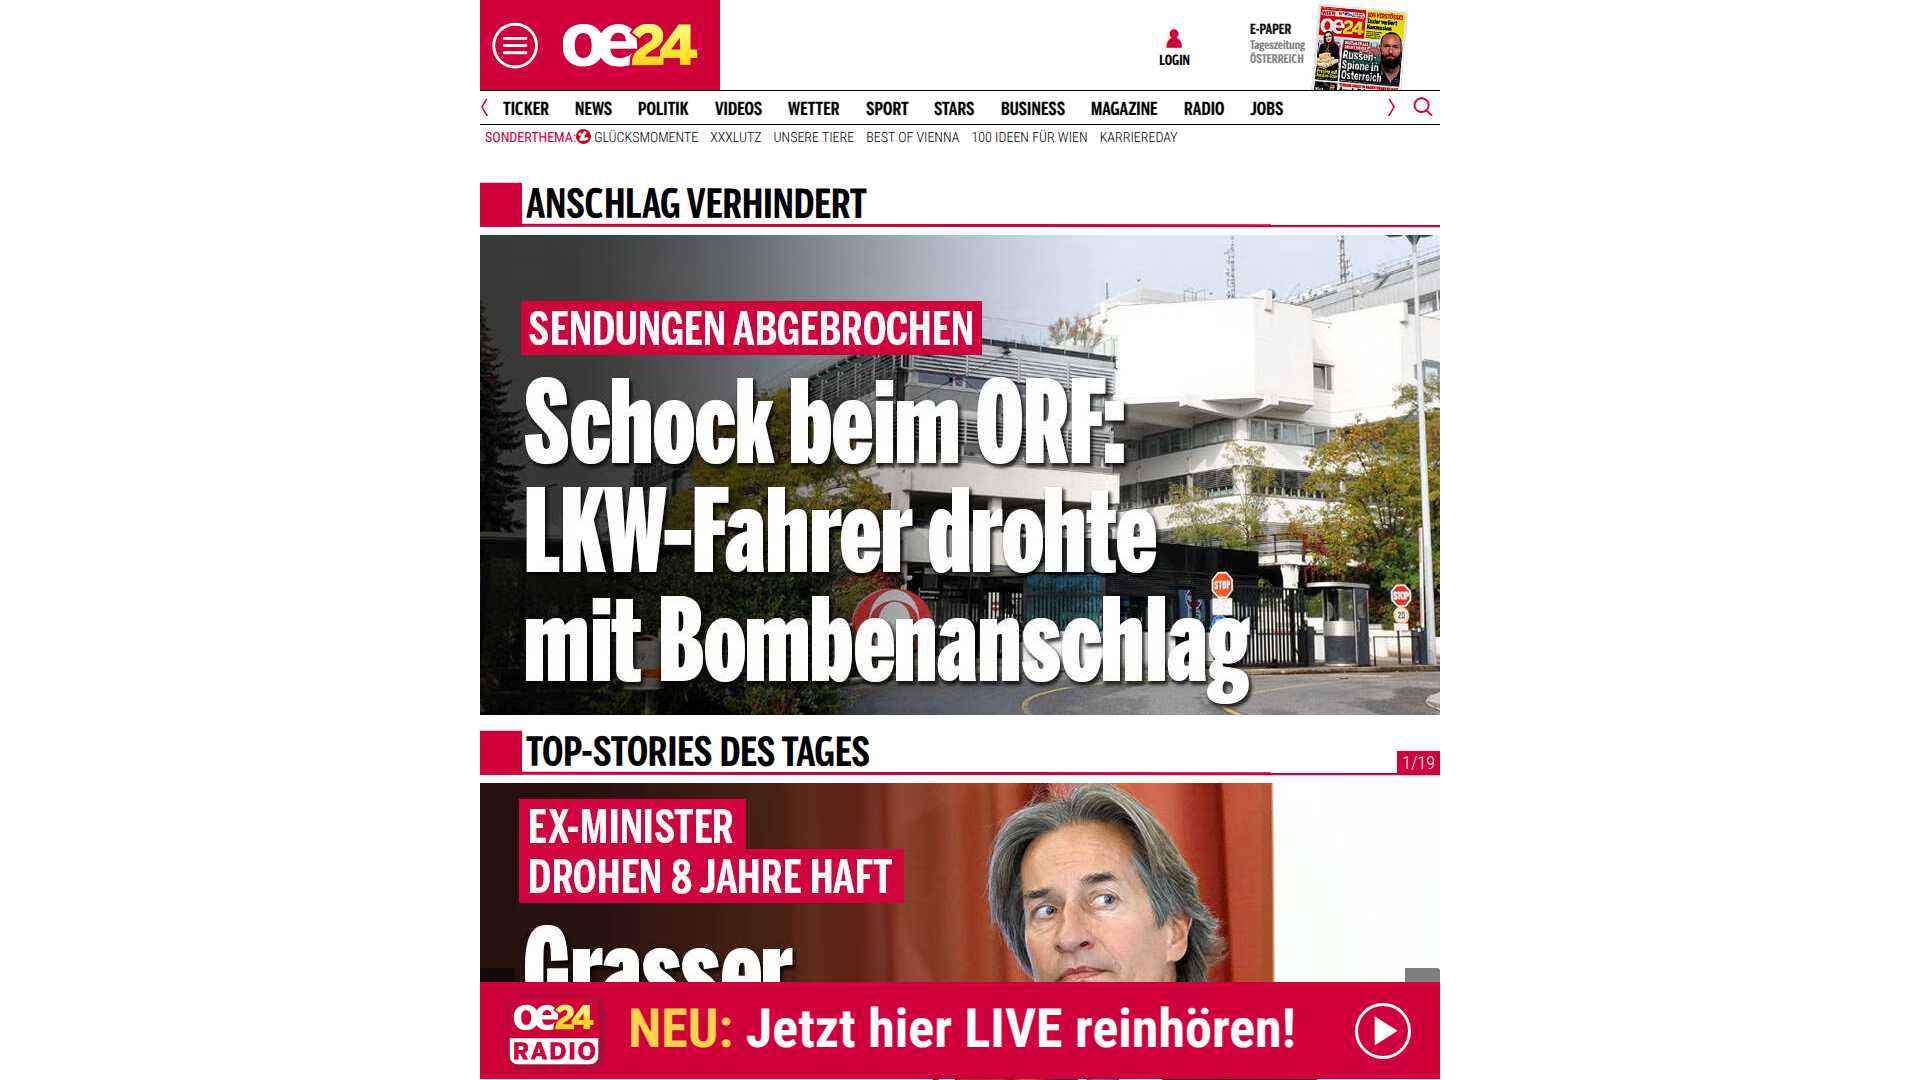 oe24
LOGIN
E-PAPER
Tageszeitung
ÖSTERREICH
oe24
Russen-
Spione in
Österreich
TICKER NEWS POLITIK VIDEOS WETTER SPORT STARS BUSINESS MAGAZINE RADIO JOBS
SONDERTHEMA: GLÜCKSMOMENTE XXXLUTZ UNSERE TIERE BEST OF VIENNA 100 IDEEN FÜR WIEN KARRIEREDAY
ANSCHLAG VERHINDERT
SENDUNGEN ABGEBROCHEN
Schock beim ORF:
LKW-Fahrer drohte
mit Bombenanschlag
STOP
STOP
TOP-STORIES DES TAGES
1/19
EX-MINISTER
DROHEN 8 JAHRE HAFT
Grasser
oe24
RADIO
NEU: Jetzt hier LIVE reinhören!